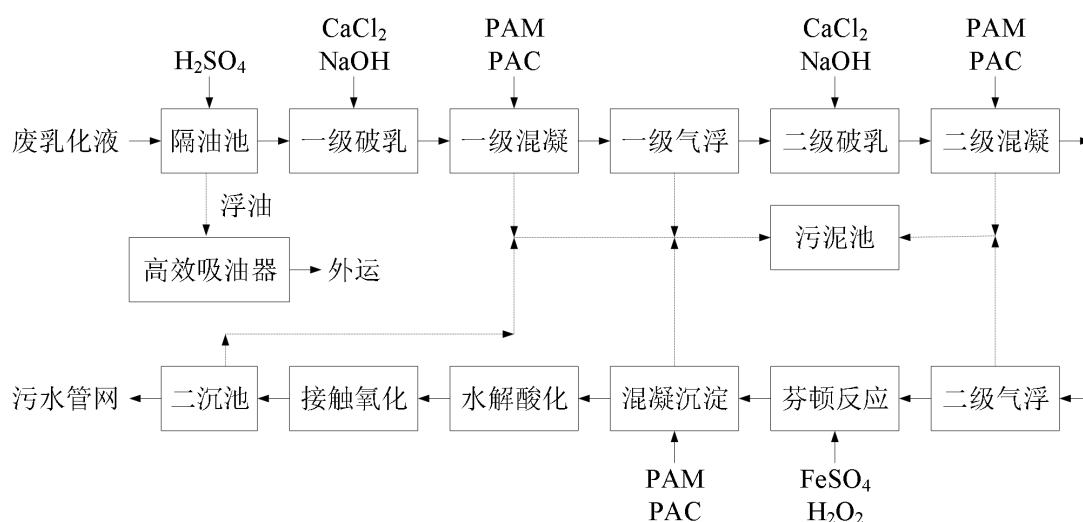 CaCl₂
NaOH
PAM
PAC
CaCl₂
NaOH
PAM
PAC
H₂SO₄
废乳化液
隔油池
一级破乳
一级混凝
一级气浮
二级破乳
二级混凝
浮油
污泥池
高效吸油器
外运
污水管网
二沉池
接触氧化
水解酸化
混凝沉淀
芬顿反应
二级气浮
PAM
PAC
FeSO₄
H₂O₂